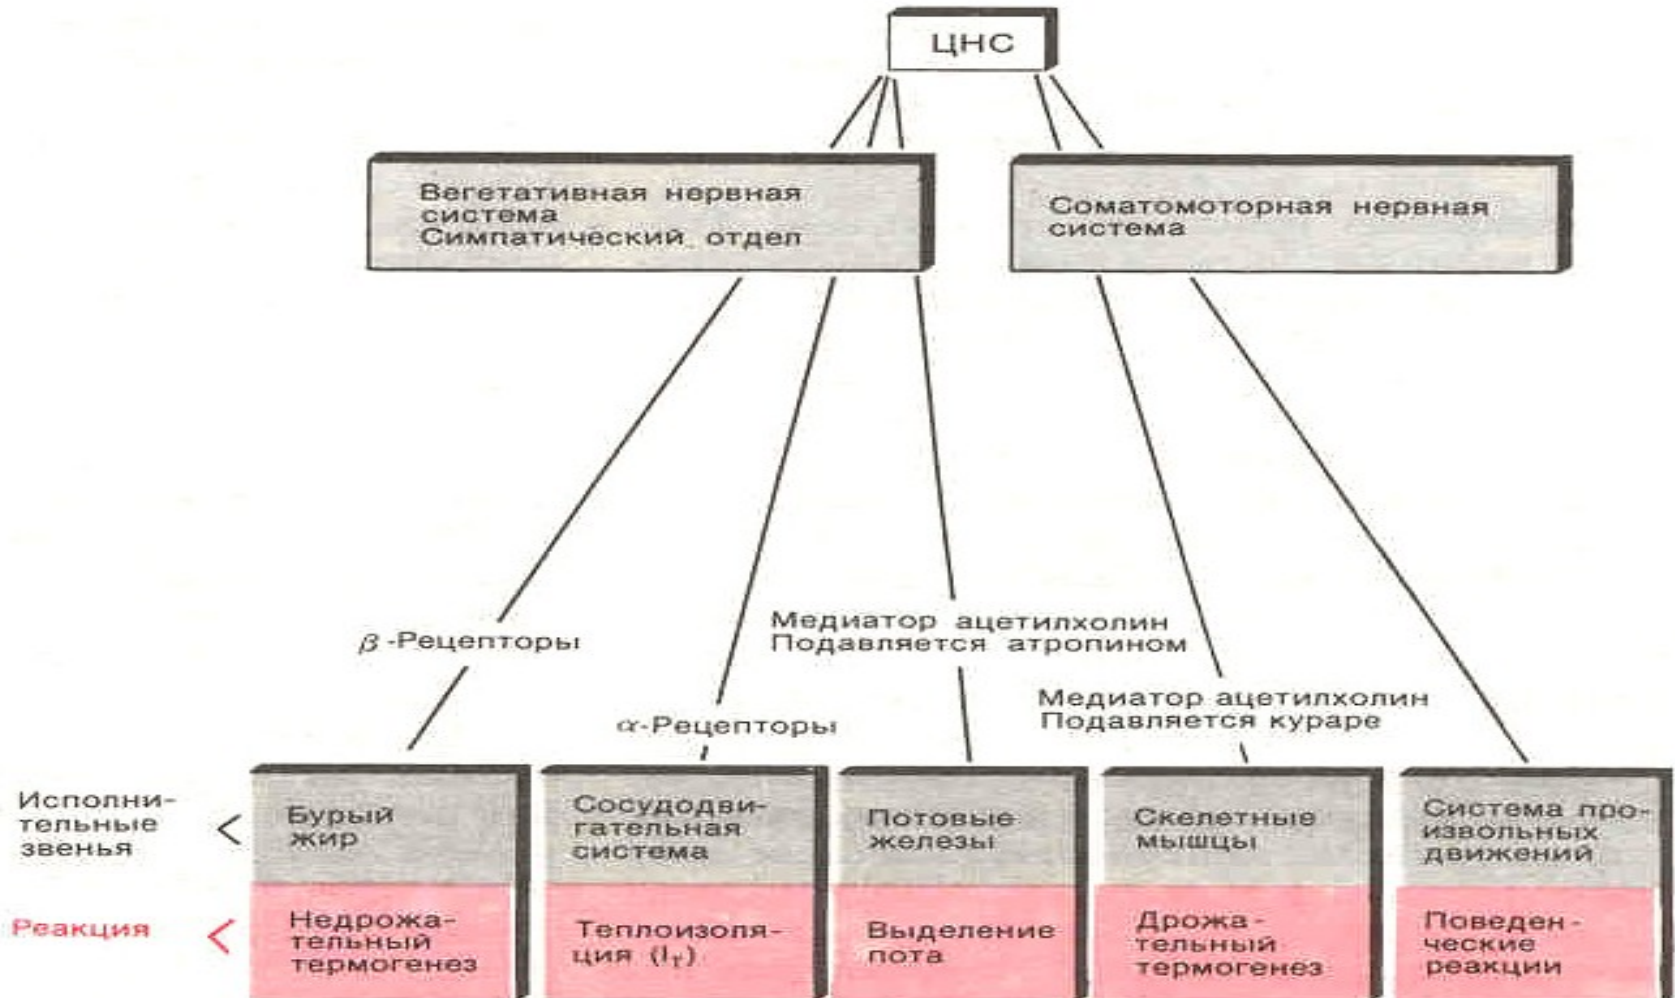 ЦНС
Вегетативная нервная
система
Симпатический отдел
Соматомоторная нервная
система
β-Рецепторы
Медиатор ацетилхолин
Подавляется атропином
α-Рецепторы
Медиатор ацетилхолин
Подавляется кураре
Исполни-
тельные
звенья
Бурый
жир
Сосудодви-
гательная
система
Потовые
железы
Скелетные
мышцы
Система про-
извольных
движений
Реакция
Недрожа-
тельный
термогенез
Теплоизоля-
ция (Iт)
Выделение
пота
Дрожа-
тельный
термогенез
Поведен-
ческие
реакции